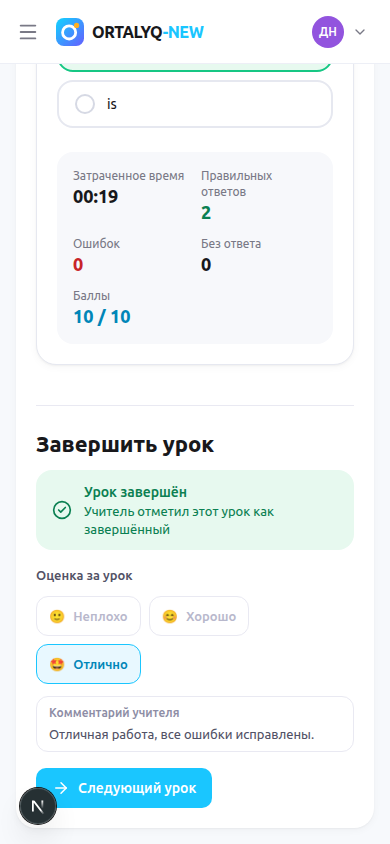 ORTALYQ-NEW
ДН
is
Затраченное время
00:19
Правильных
ответов
2
Ошибок
0
Без ответа
0
Баллы
10 / 10
Завершить урок
Урок завершён
Учитель отметил этот урок как
завершённый
Оценка за урок
Неплохо
Хорошо
Отлично
Комментарий учителя
Отличная работа, все ошибки исправлены.
Следующий урок
N